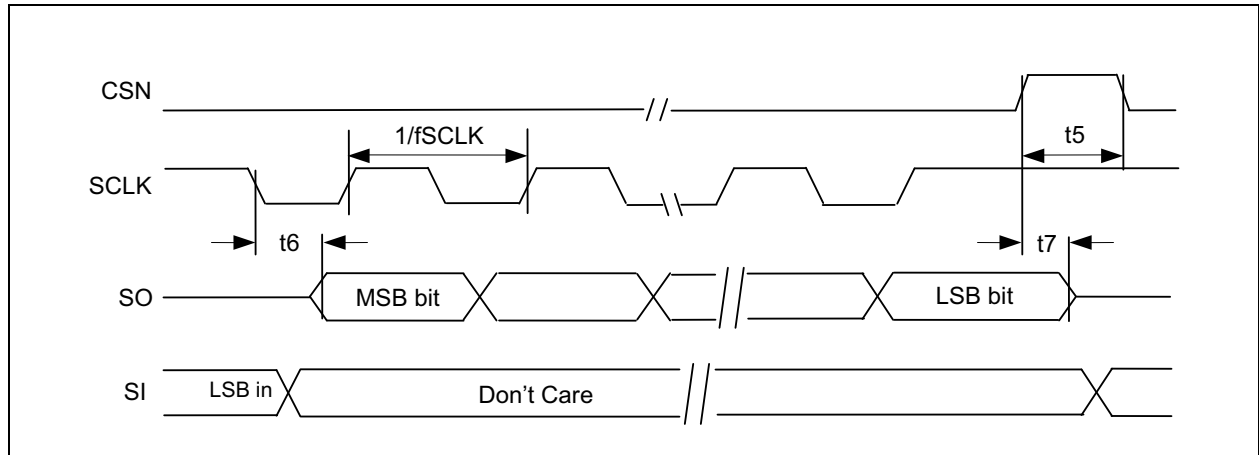 CSN
1/fSCLK
t5
SCLK
t6
t7
SO
MSB bit
LSB bit
SI
LSB in
Don't Care